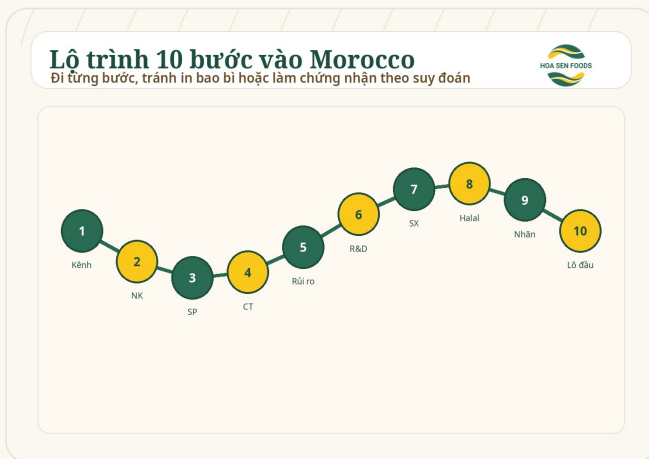 Lộ trình 10 bước vào Morocco
Đi từng bước, tránh in bao bì hoặc làm chứng nhận theo suy đoán
HOA SEN FOODS
1
Kênh
2
NK
3
SP
4
CT
5
Rủi ro
6
R&D
7
SX
8
Halal
9
Nhãn
10
Lô đầu